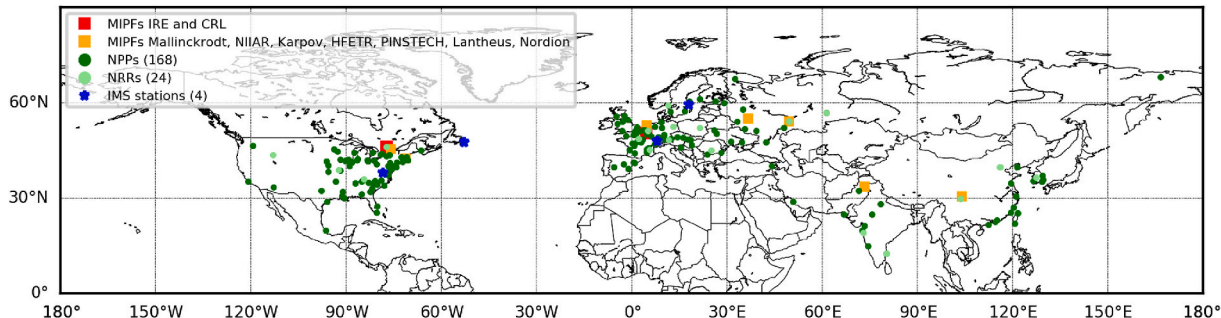 MIPFs IRE and CRL
MIPFs Mallinckrodt, NIIAR, Karpov, HFETR, PINSTECH, Lantheus, Nordion
NPPs (168)
NRRs (24)
IMS stations (4)
60°N
30°N
0°
180° 150°W 120°W 90°W 60°W 30°W 0° 30°E 60°E 90°E 120°E 150°E 180°